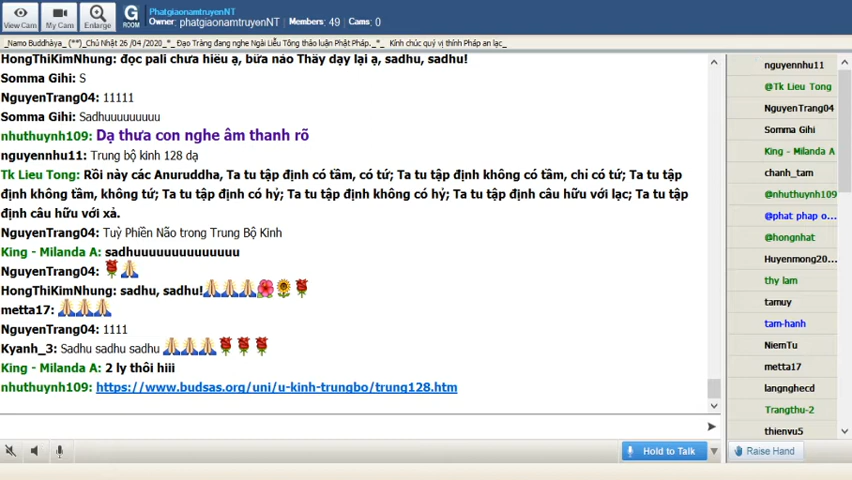 View Cam
My Cam
Enlarge
G ROOM
PhatgiaonamtruyenNT
Owner: phatgiaonamtruyenNT Members: 49 Cams: 0
_Namo Buddhàya_ (**)_Chủ Nhật 26 /04 /2020_*_ Đạo Tràng đang nghe Ngài Liễu Tông thảo luận Phật Pháp._*_ Kính chúc quý vị thính Pháp an lạc_
HongThiKimNhung: đọc pali chưa hiểu ạ, bữa nào Thầy dạy lại ạ, sadhu, sadhu!
Somma Gihi: S
NguyenTrang04: 11111
Somma Gihi: Sadhuuuuuuuuu
nhuthuynh109: Dạ thưa con nghe âm thanh rõ
nguyennhu11: Trung bộ kinh 128 dạ
Tk Lieu Tong: Rồi này các Anuruddha, Ta tu tập định có tầm, có tứ; Ta tu tập định không có tầm, chỉ có tứ; Ta tu tập
định không tầm, không tứ; Ta tu tập định có hỷ; Ta tu tập định không có hỷ; Ta tu tập định câu hữu với lạc; Ta tu tập
định câu hữu với xả.
NguyenTrang04: Tuỳ Phiền Não trong Trung Bộ Kinh
King - Milanda A: sadhuuuuuuuuuuuuuu
NguyenTrang04:
HongThiKimNhung: sadhu, sadhu!
metta17:
NguyenTrang04: 1111
Kyanh_3: Sadhu sadhu sadhu
King - Milanda A: 2 ly thôi hiii
nhuthuynh109: https://www.budsas.org/uni/u-kinh-trungbo/trung128.htm
nguyennhu11
@Tk Lieu Tong
NguyenTrang04
Somma Gihi
King - Milanda A
chanh_tam
@nhuthuynh109
@phat phap o...
@hongnhat
Huyenmong20...
thy lam
tamuy
tam-hanh
NiemTu
metta17
langnghecd
Trangthu-2
thienvu5
Hold to Talk
Raise Hand